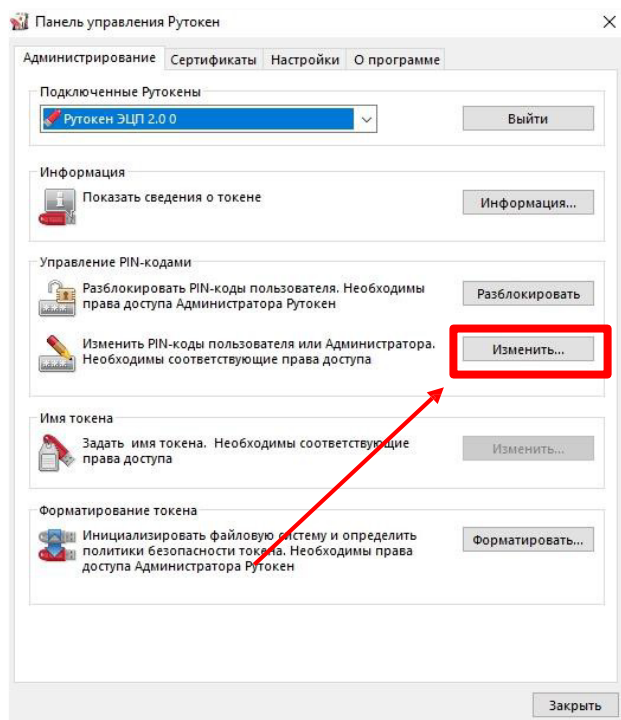 Панель управления Рутокен
Администрирование Сертификаты Настройки О программе
Подключенные Рутокены
Рутокен ЭЦП 2.0 0
Выйти
Информация
Показать сведения о токене
Информация...
Управление PIN-кодами
Разблокировать PIN-коды пользователя. Необходимы
права доступа Администратора Рутокен
Разблокировать
Изменить PIN-коды пользователя или Администратора.
Необходимы соответствующие права доступа
Изменить...
Имя токена
Задать имя токена. Необходимы соответствующие
права доступа
Изменить...
Форматирование токена
Инициализировать файловую систему и определить
политики безопасности токена. Необходимы права
доступа Администратора Рутокен
Форматировать...
Закрыть